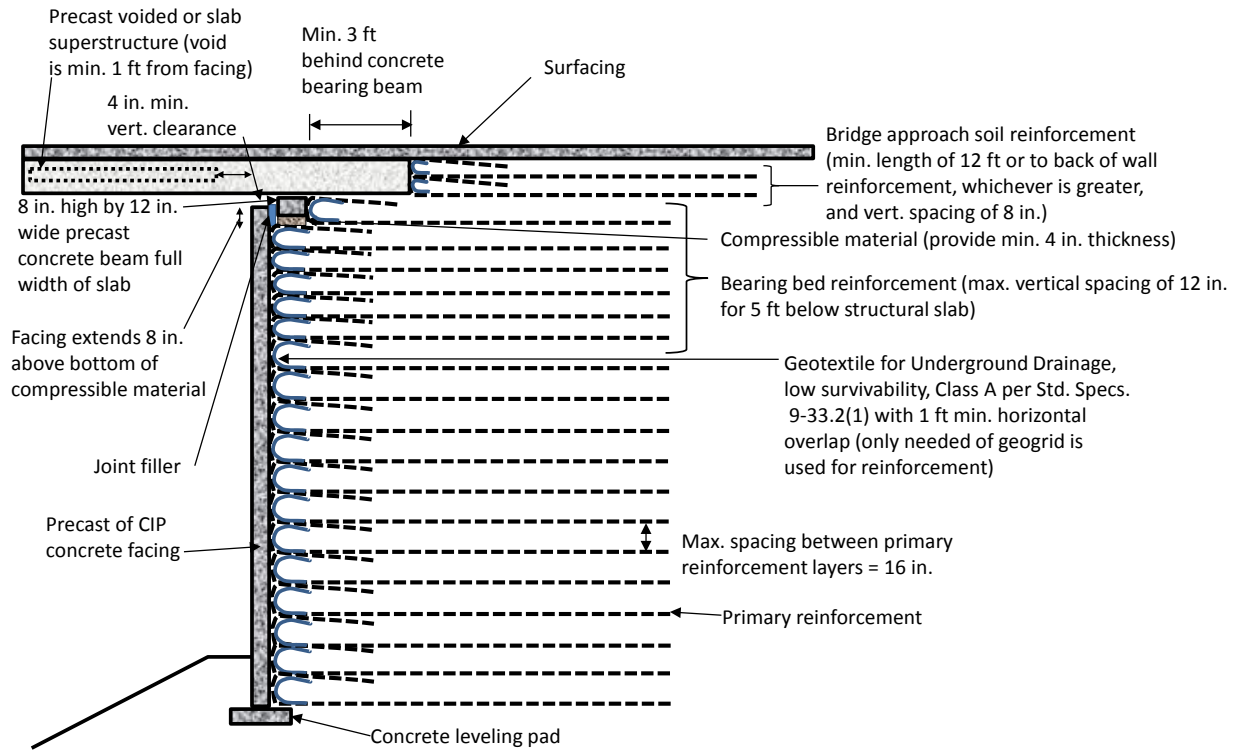 Precast voided or slab
superstructure (void
is min. 1 ft from facing)
4 in. min.
vert. clearance
Min. 3 ft
behind concrete
bearing beam
Surfacing
Bridge approach soil reinforcement
(min. length of 12 ft or to back of wall
reinforcement, whichever is greater,
and vert. spacing of 8 in.)
8 in. high by 12 in.
wide precast
concrete beam full
width of slab
Compressible material (provide min. 4 in. thickness)
Bearing bed reinforcement (max. vertical spacing of 12 in.
for 5 ft below structural slab)
Facing extends 8 in.
above bottom of
compressible material
Geotextile for Underground Drainage,
low survivability, Class A per Std. Specs.
9-33.2(1) with 1 ft min. horizontal
overlap (only needed of geogrid is
used for reinforcement)
Joint filler
Precast of CIP
concrete facing
Max. spacing between primary
reinforcement layers = 16 in.
Primary reinforcement
Concrete leveling pad